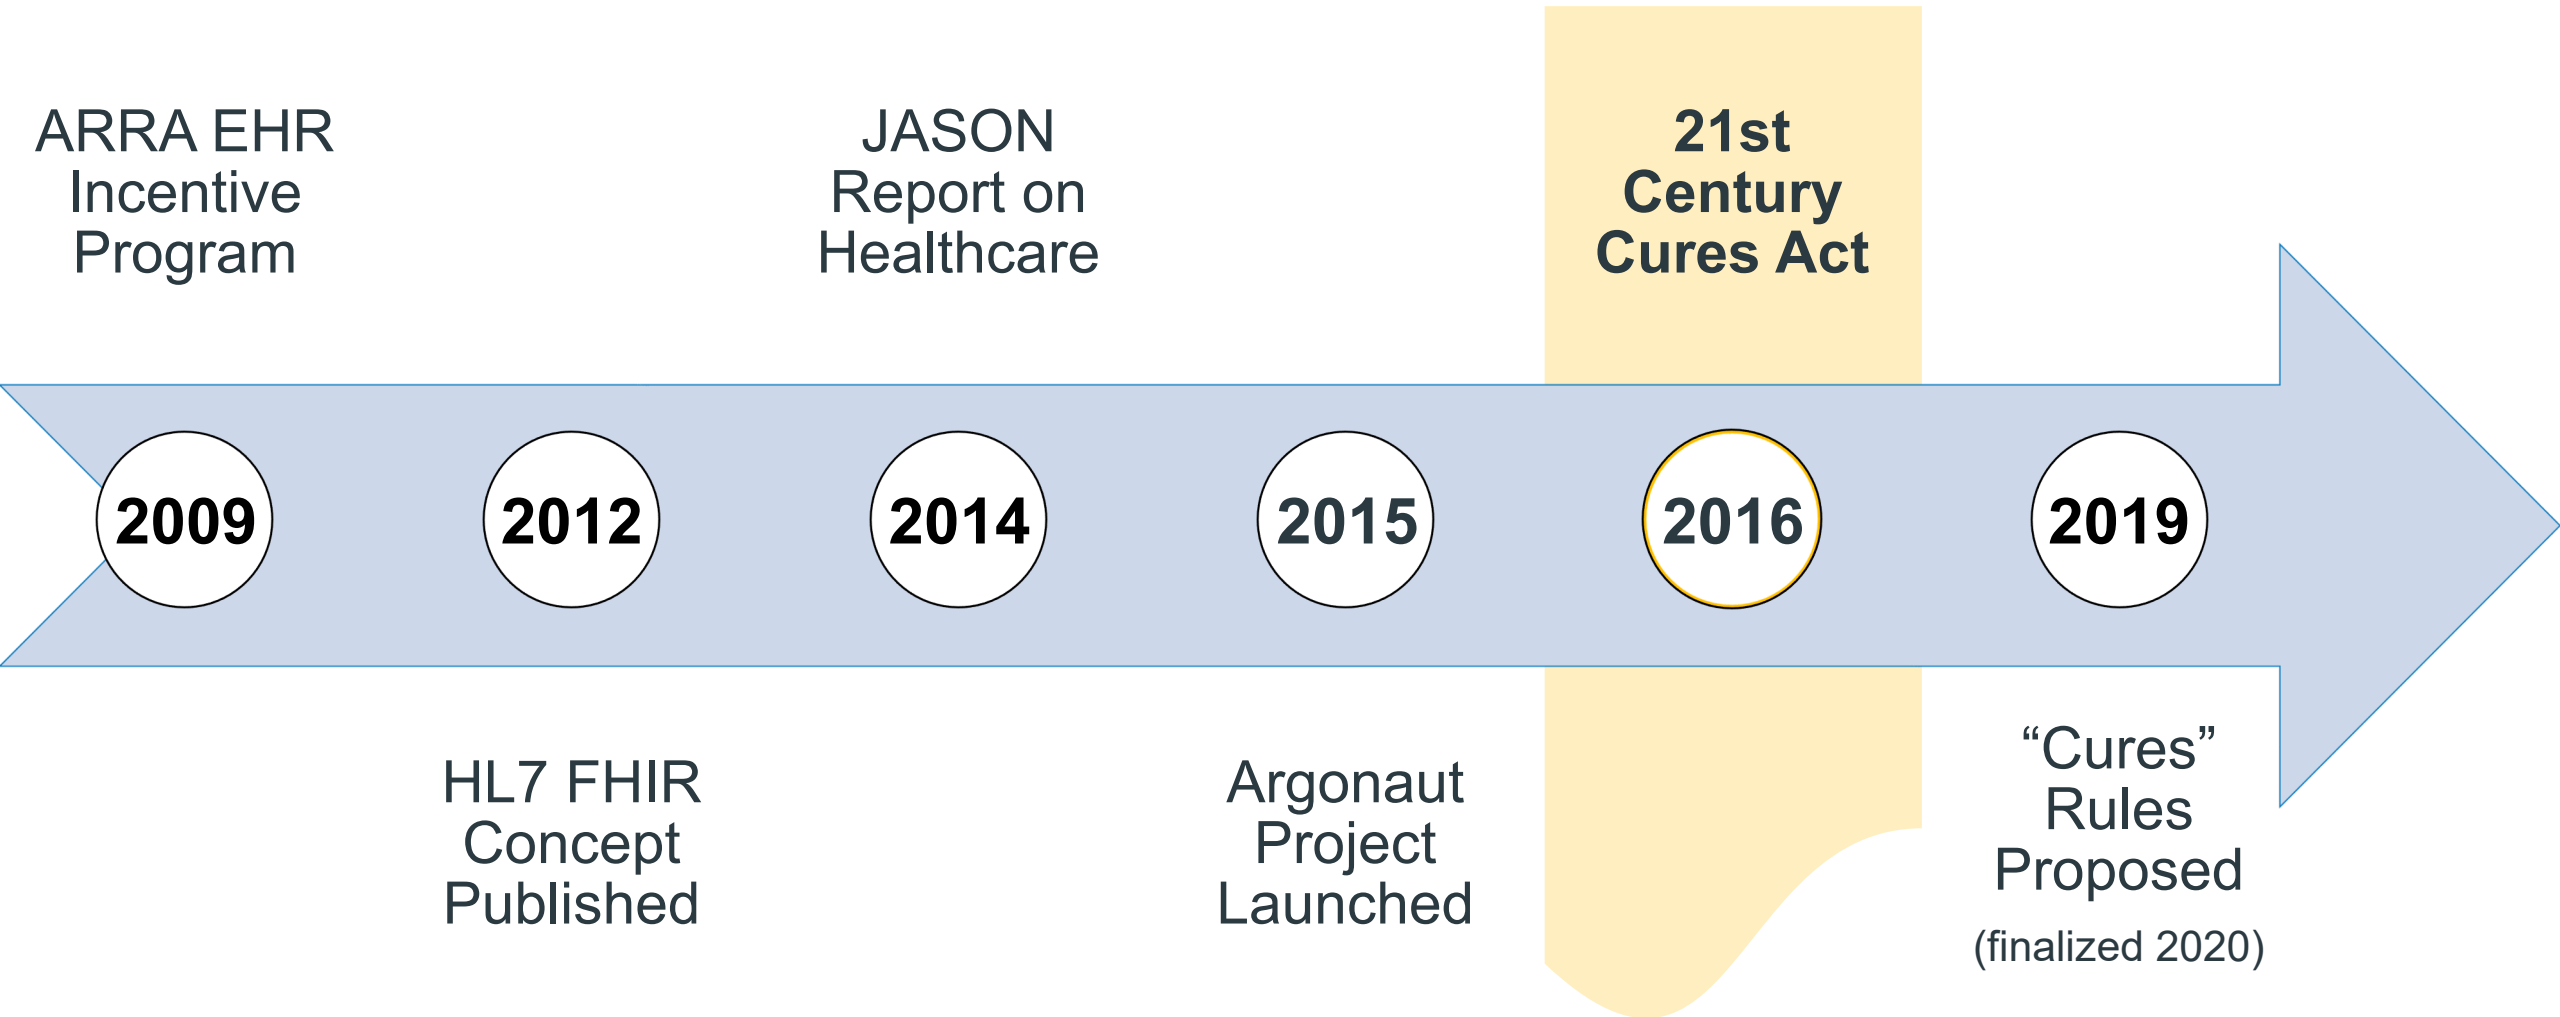 ARRA EHR
Incentive
Program
JASON
Report on
Healthcare
21st
Century
Cures Act
2009
2012
2014
2015
2016
2019
HL7 FHIR
Concept
Published
Argonaut
Project
Launched
“Cures”
Rules
Proposed
(finalized 2020)